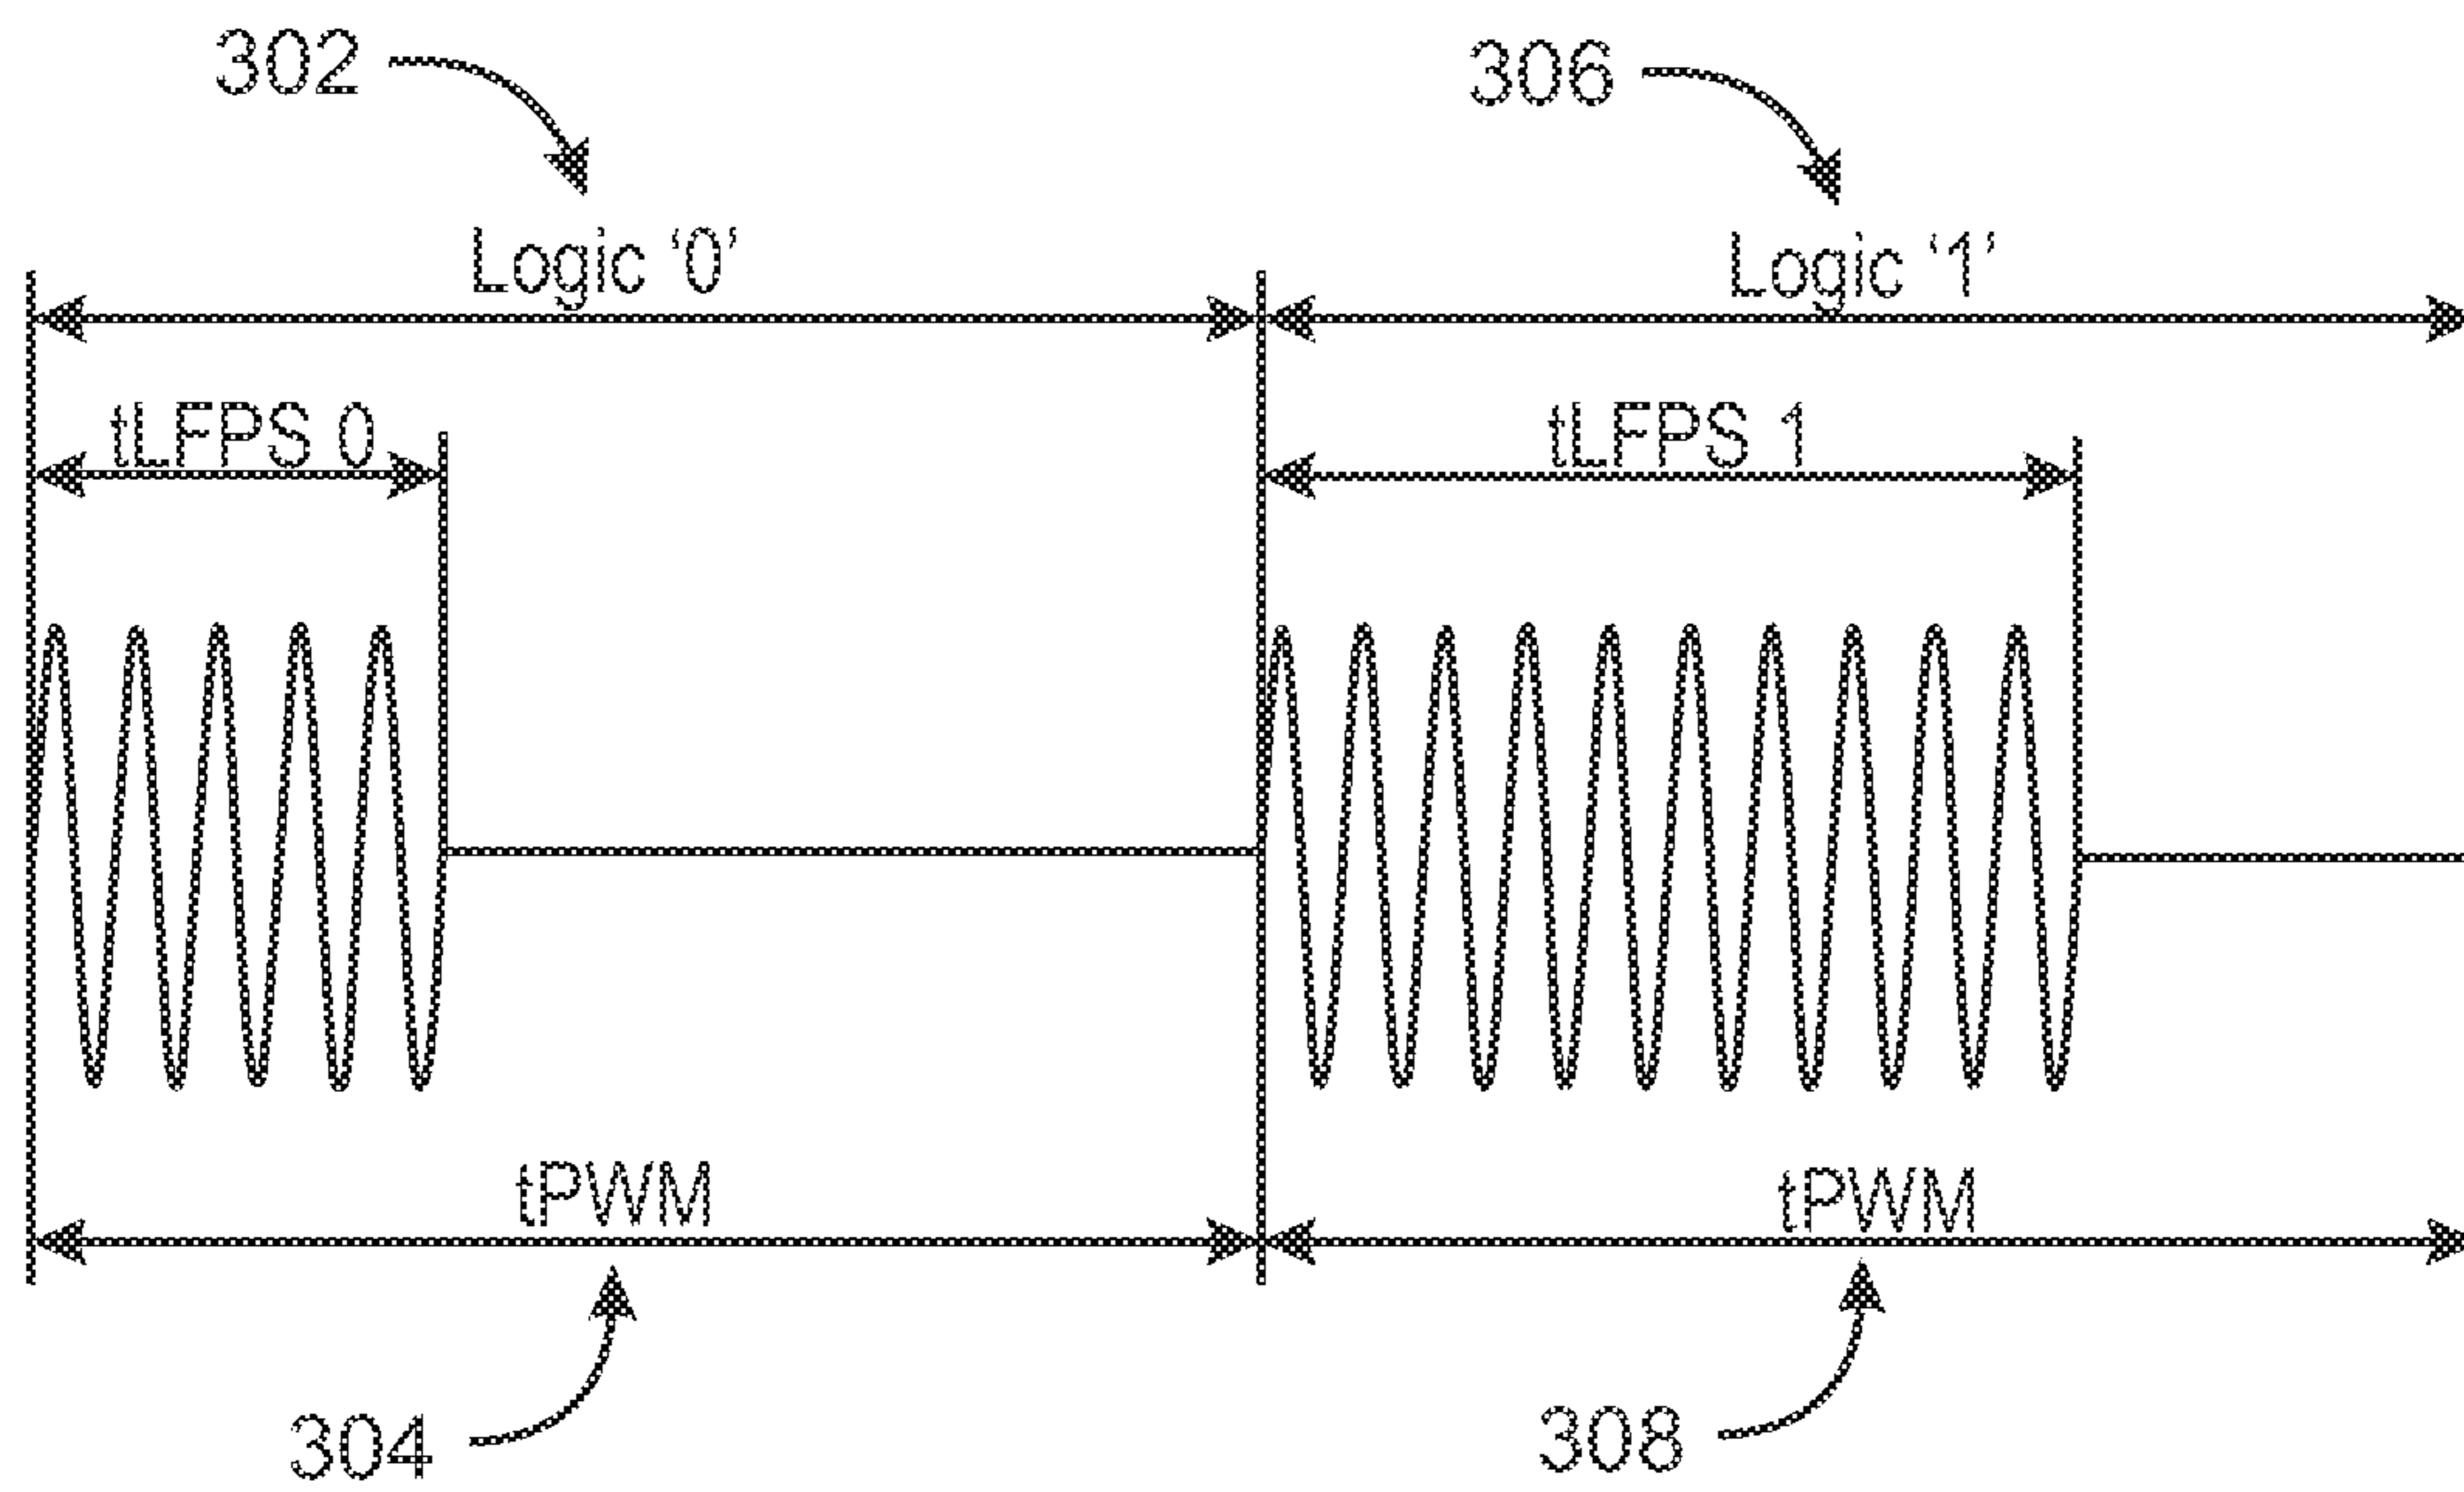 302
306
Logic ‘0’
Logic ‘1’
tLFPS 0
tLFPS 1
tPWM
tPWM
304
308